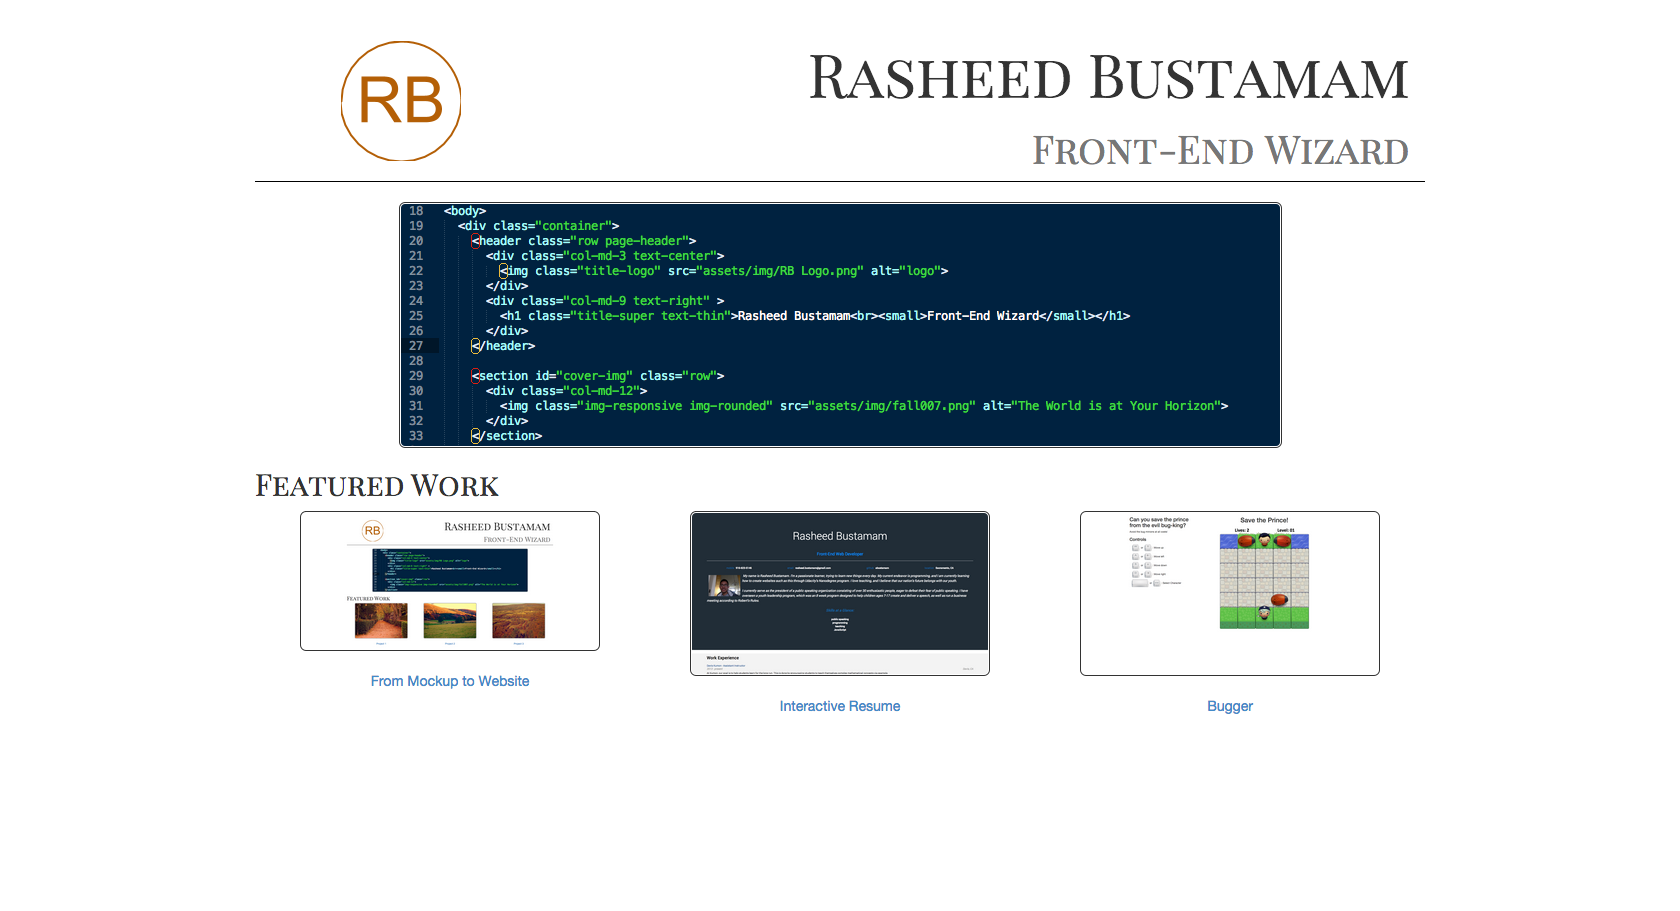 RB
Rasheed Bustamam
Front-End Wizard
18 <body>
19 <div class="container">
20 <header class="row page-header">
21 <div class="col-md-3 text-center">
22 <img class="title-logo" src="assets/img/RB Logo.png" alt="logo">
23 </div>
24 <div class="col-md-9 text-right" >
25 <h1 class="title-super text-thin">Rasheed Bustamam<br><small>Front-End Wizard</small></h1>
26 </div>
27 </header>
28
29 <section id="cover-img" class="row">
30 <div class="col-md-12">
31 <img class="img-responsive img-rounded" src="assets/img/fall007.png" alt="The World is at Your Horizon">
32 </div>
33 </section>
Featured Work
RB
Rasheed Bustamam
Front-End Wizard
Featured Work
From Mockup to Website
Rasheed Bustamam
Front End Web Developer
Work Experience
Interactive Resume
Can you save the prince
from the evil bug-king?
Controls
Save the Prince!
Lives: 2 Level: 01
Bugger